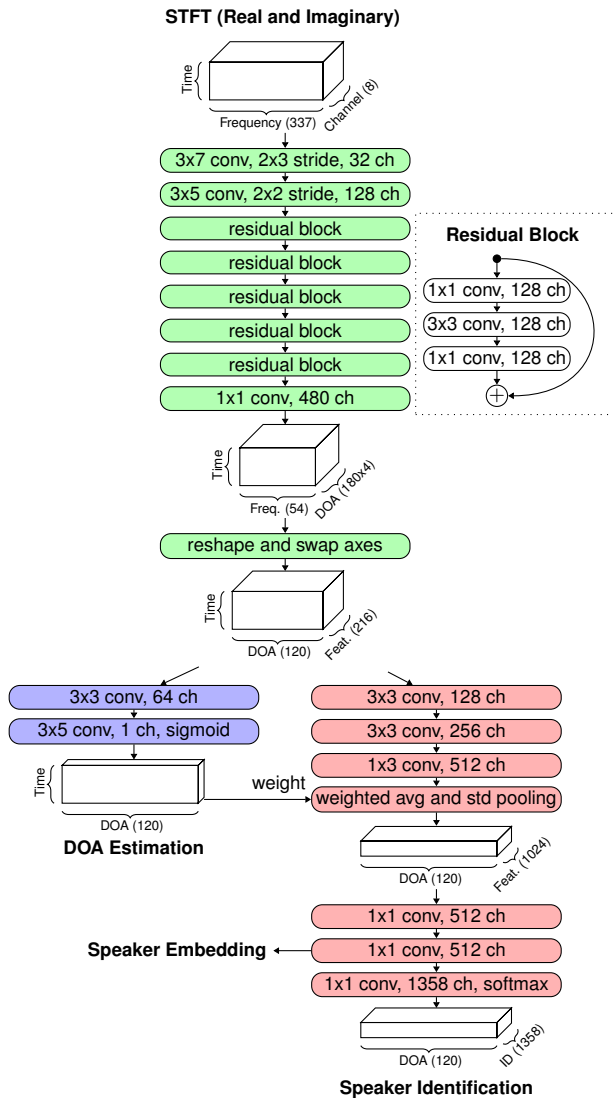 STFT (Real and Imaginary)
Time
Frequency (337)
Channel (8)
3x7 conv, 2x3 stride, 32 ch
3x5 conv, 2x2 stride, 128 ch
residual block
residual block
residual block
residual block
residual block
1x1 conv, 480 ch
Residual Block
1x1 conv, 128 ch
3x3 conv, 128 ch
1x1 conv, 128 ch
Time
Freq. (54)
DOA (180x4)
reshape and swap axes
Time
DOA (120)
Feat. (216)
3x3 conv, 64 ch
3x5 conv, 1 ch, sigmoid
Time
DOA (120)
DOA Estimation
weight
3x3 conv, 128 ch
3x3 conv, 256 ch
1x3 conv, 512 ch
weighted avg and std pooling
DOA (120)
Feat. (1024)
1x1 conv, 512 ch
1x1 conv, 512 ch
Speaker Embedding
1x1 conv, 1358 ch, softmax
DOA (120)
ID (1358)
Speaker Identification